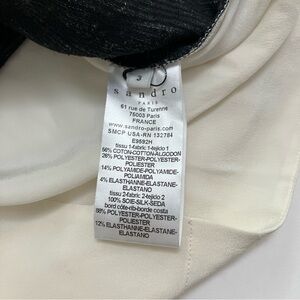 3
sandro
PARIS
61 rue de Turenne
75003 Paris
FRANCE
www.sandro-paris.com
SMCP USA-RN 132784
E9592H
tissu 1-fabric 1-tejido 1
56% COTON-COTTON-ALGODON
26% POLYESTER-POLYESTER-
POLIESTER
14% POLYAMIDE-POLYAMIDE-
POLIAMIDA
4% ELASTHANNE-ELASTANE-
ELASTANO
tissu 2-fabric 2-tejido 2
100% SOIE-SILK-SEDA
bord côte-rib-borde costa
88% POLYESTER-POLYESTER-
POLIESTER
12% ELASTHANNE-ELASTANE-
ELASTANO